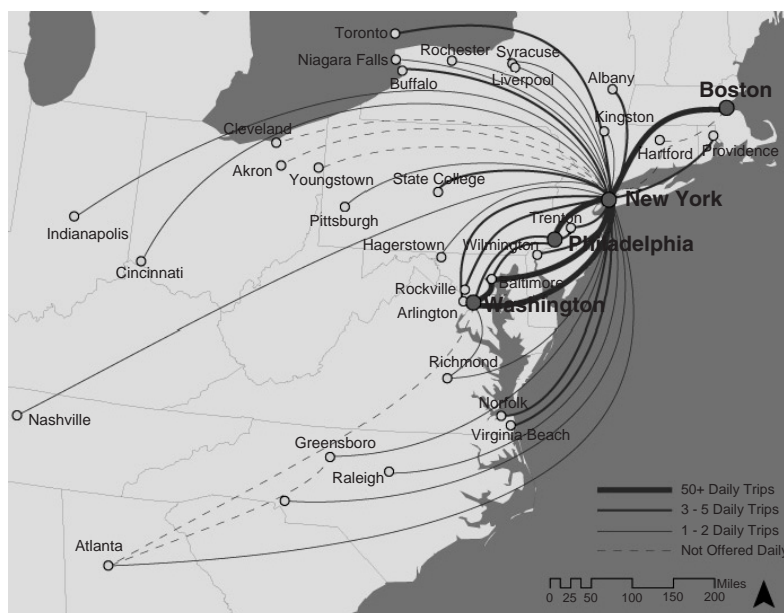 Toronto
Niagara Falls
Rochester
Syracuse
Liverpool
Buffalo
Albany
Boston
Kingston
Cleveland
Hartford
Providence
Akron
Youngstown
State College
New York
Pittsburgh
Trenton
Indianapolis
Hagerstown
Wilmington
Philadelphia
Cincinnati
Rockville
Baltimore
Arlington
Washington
Richmond
Nashville
Norfolk
Virginia Beach
Greensboro
Raleigh
Atlanta
50+ Daily Trips
3 - 5 Daily Trips
1 - 2 Daily Trips
Not Offered Daily
Miles
0 25 50 100 150 200